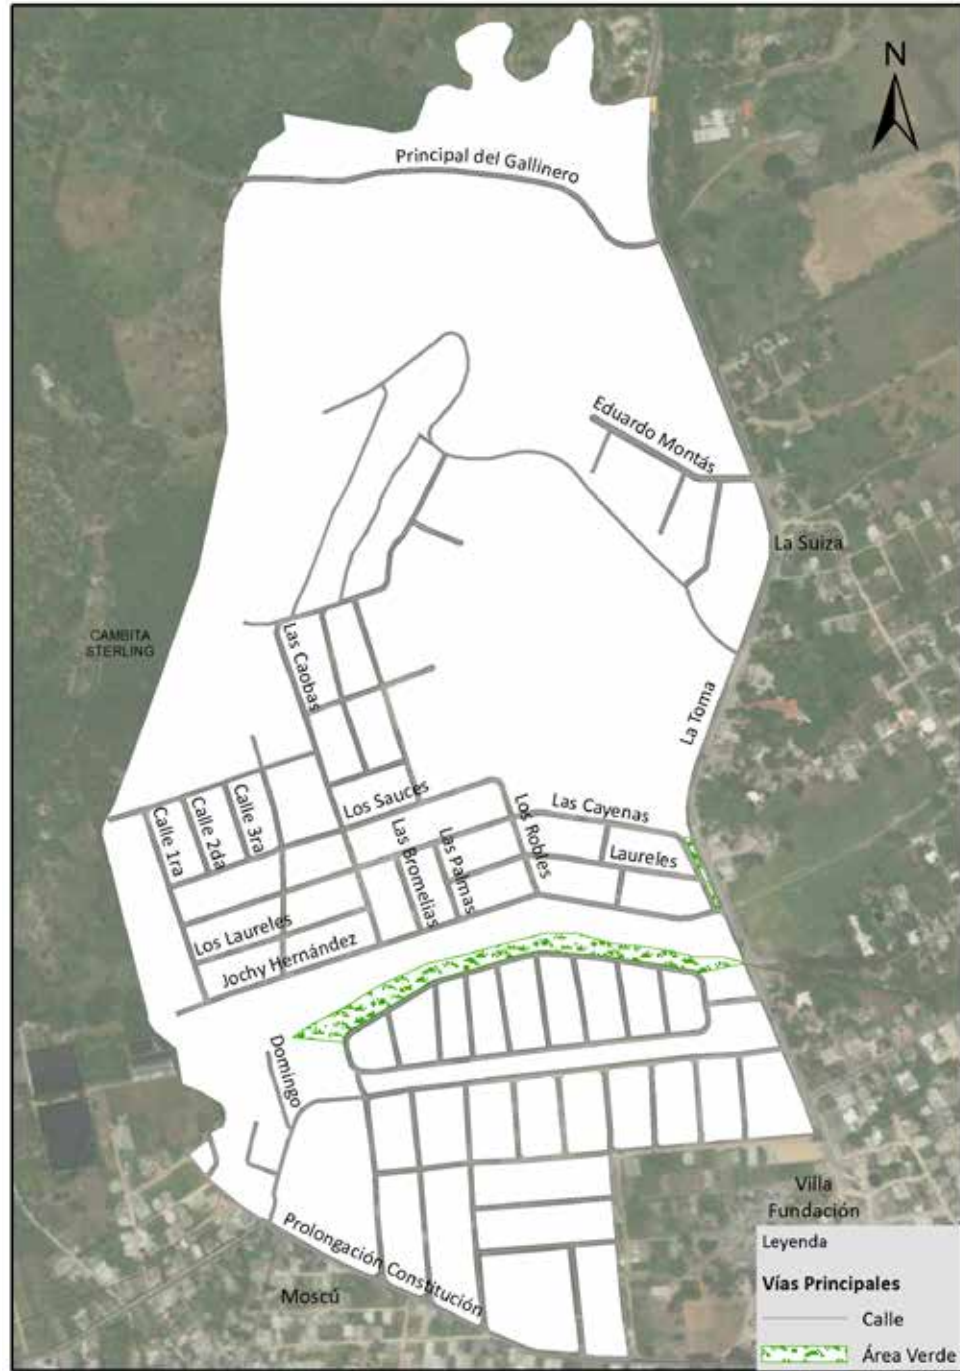 N
Principal del Gallinero
Eduardo Montás
La Suiza
CAMBITA
STERLING
Las Caobas
La Toma
Los Sauces
Las Cayenas
Calle 1ra
Calle 2da
Calle 3ra
Los Robles
Las Bromelias
Las Palmas
Laureles
Los Laureles
Jochy Hernández
Domingo
Villa
Fundación
Prolongación Constitución
Moscú
Leyenda
Vías Principales
Calle
Área Verde